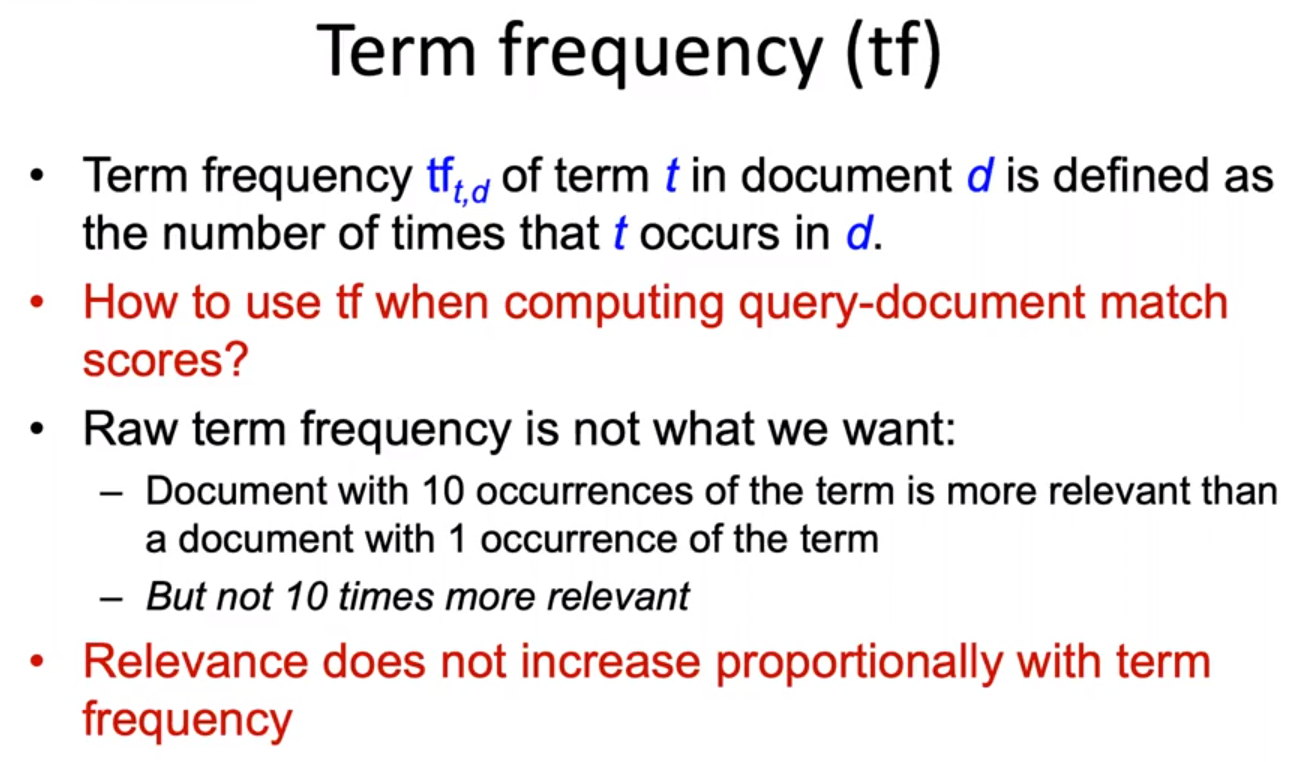 Term frequency (tf)
• Term frequency tft,d of term t in document d is defined as
the number of times that t occurs in d.
• How to use tf when computing query-document match
scores?
• Raw term frequency is not what we want:
– Document with 10 occurrences of the term is more relevant than
a document with 1 occurrence of the term
– But not 10 times more relevant
• Relevance does not increase proportionally with term
frequency